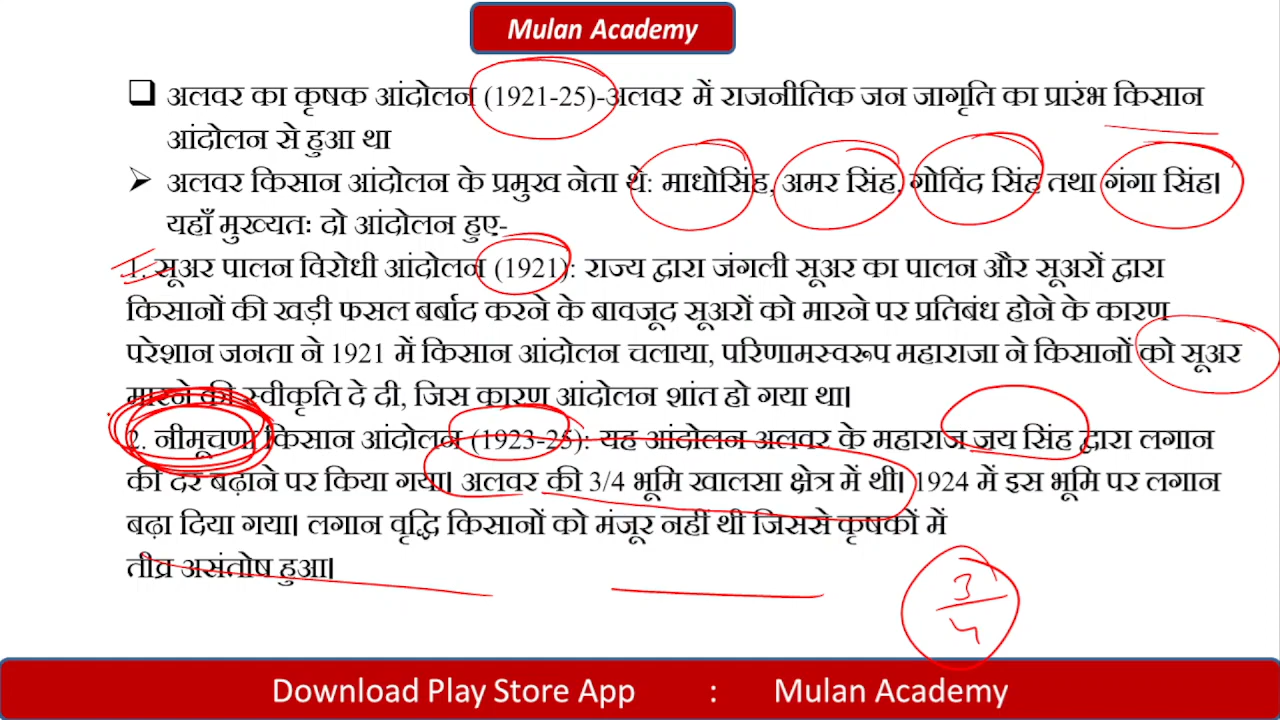 Mulan Academy
अलवर का कृषक आंदोलन (1921-25)-अलवर में राजनीतिक जन जागृति का प्रारंभ किसान
आंदोलन से हुआ था
अलवर किसान आंदोलन के प्रमुख नेता थे: माधोसिंह, अमर सिंह, गोविंद सिंह तथा गंगा सिंह।
यहाँ मुख्यतः दो आंदोलन हुए-
1. सूअर पालन विरोधी आंदोलन (1921): राज्य द्वारा जंगली सूअर का पालन और सूअरों द्वारा
किसानों की खड़ी फसल बर्बाद करने के बावजूद सूअरों को मारने पर प्रतिबंध होने के कारण
परेशान जनता ने 1921 में किसान आंदोलन चलाया, परिणामस्वरूप महाराजा ने किसानों को सूअर
मारने की स्वीकृति दे दी, जिस कारण आंदोलन शांत हो गया था।
2. नीमूचणा किसान आंदोलन (1923-25): यह आंदोलन अलवर के महाराज जय सिंह द्वारा लगान
की दर बढ़ाने पर किया गया। अलवर की 3/4 भूमि खालसा क्षेत्र में थी। 1924 में इस भूमि पर लगान
बढ़ा दिया गया। लगान वृद्धि किसानों को मंजूर नहीं थी जिससे कृषकों में
तीव्र असंतोष हुआ।
3/4
Download Play Store App : Mulan Academy